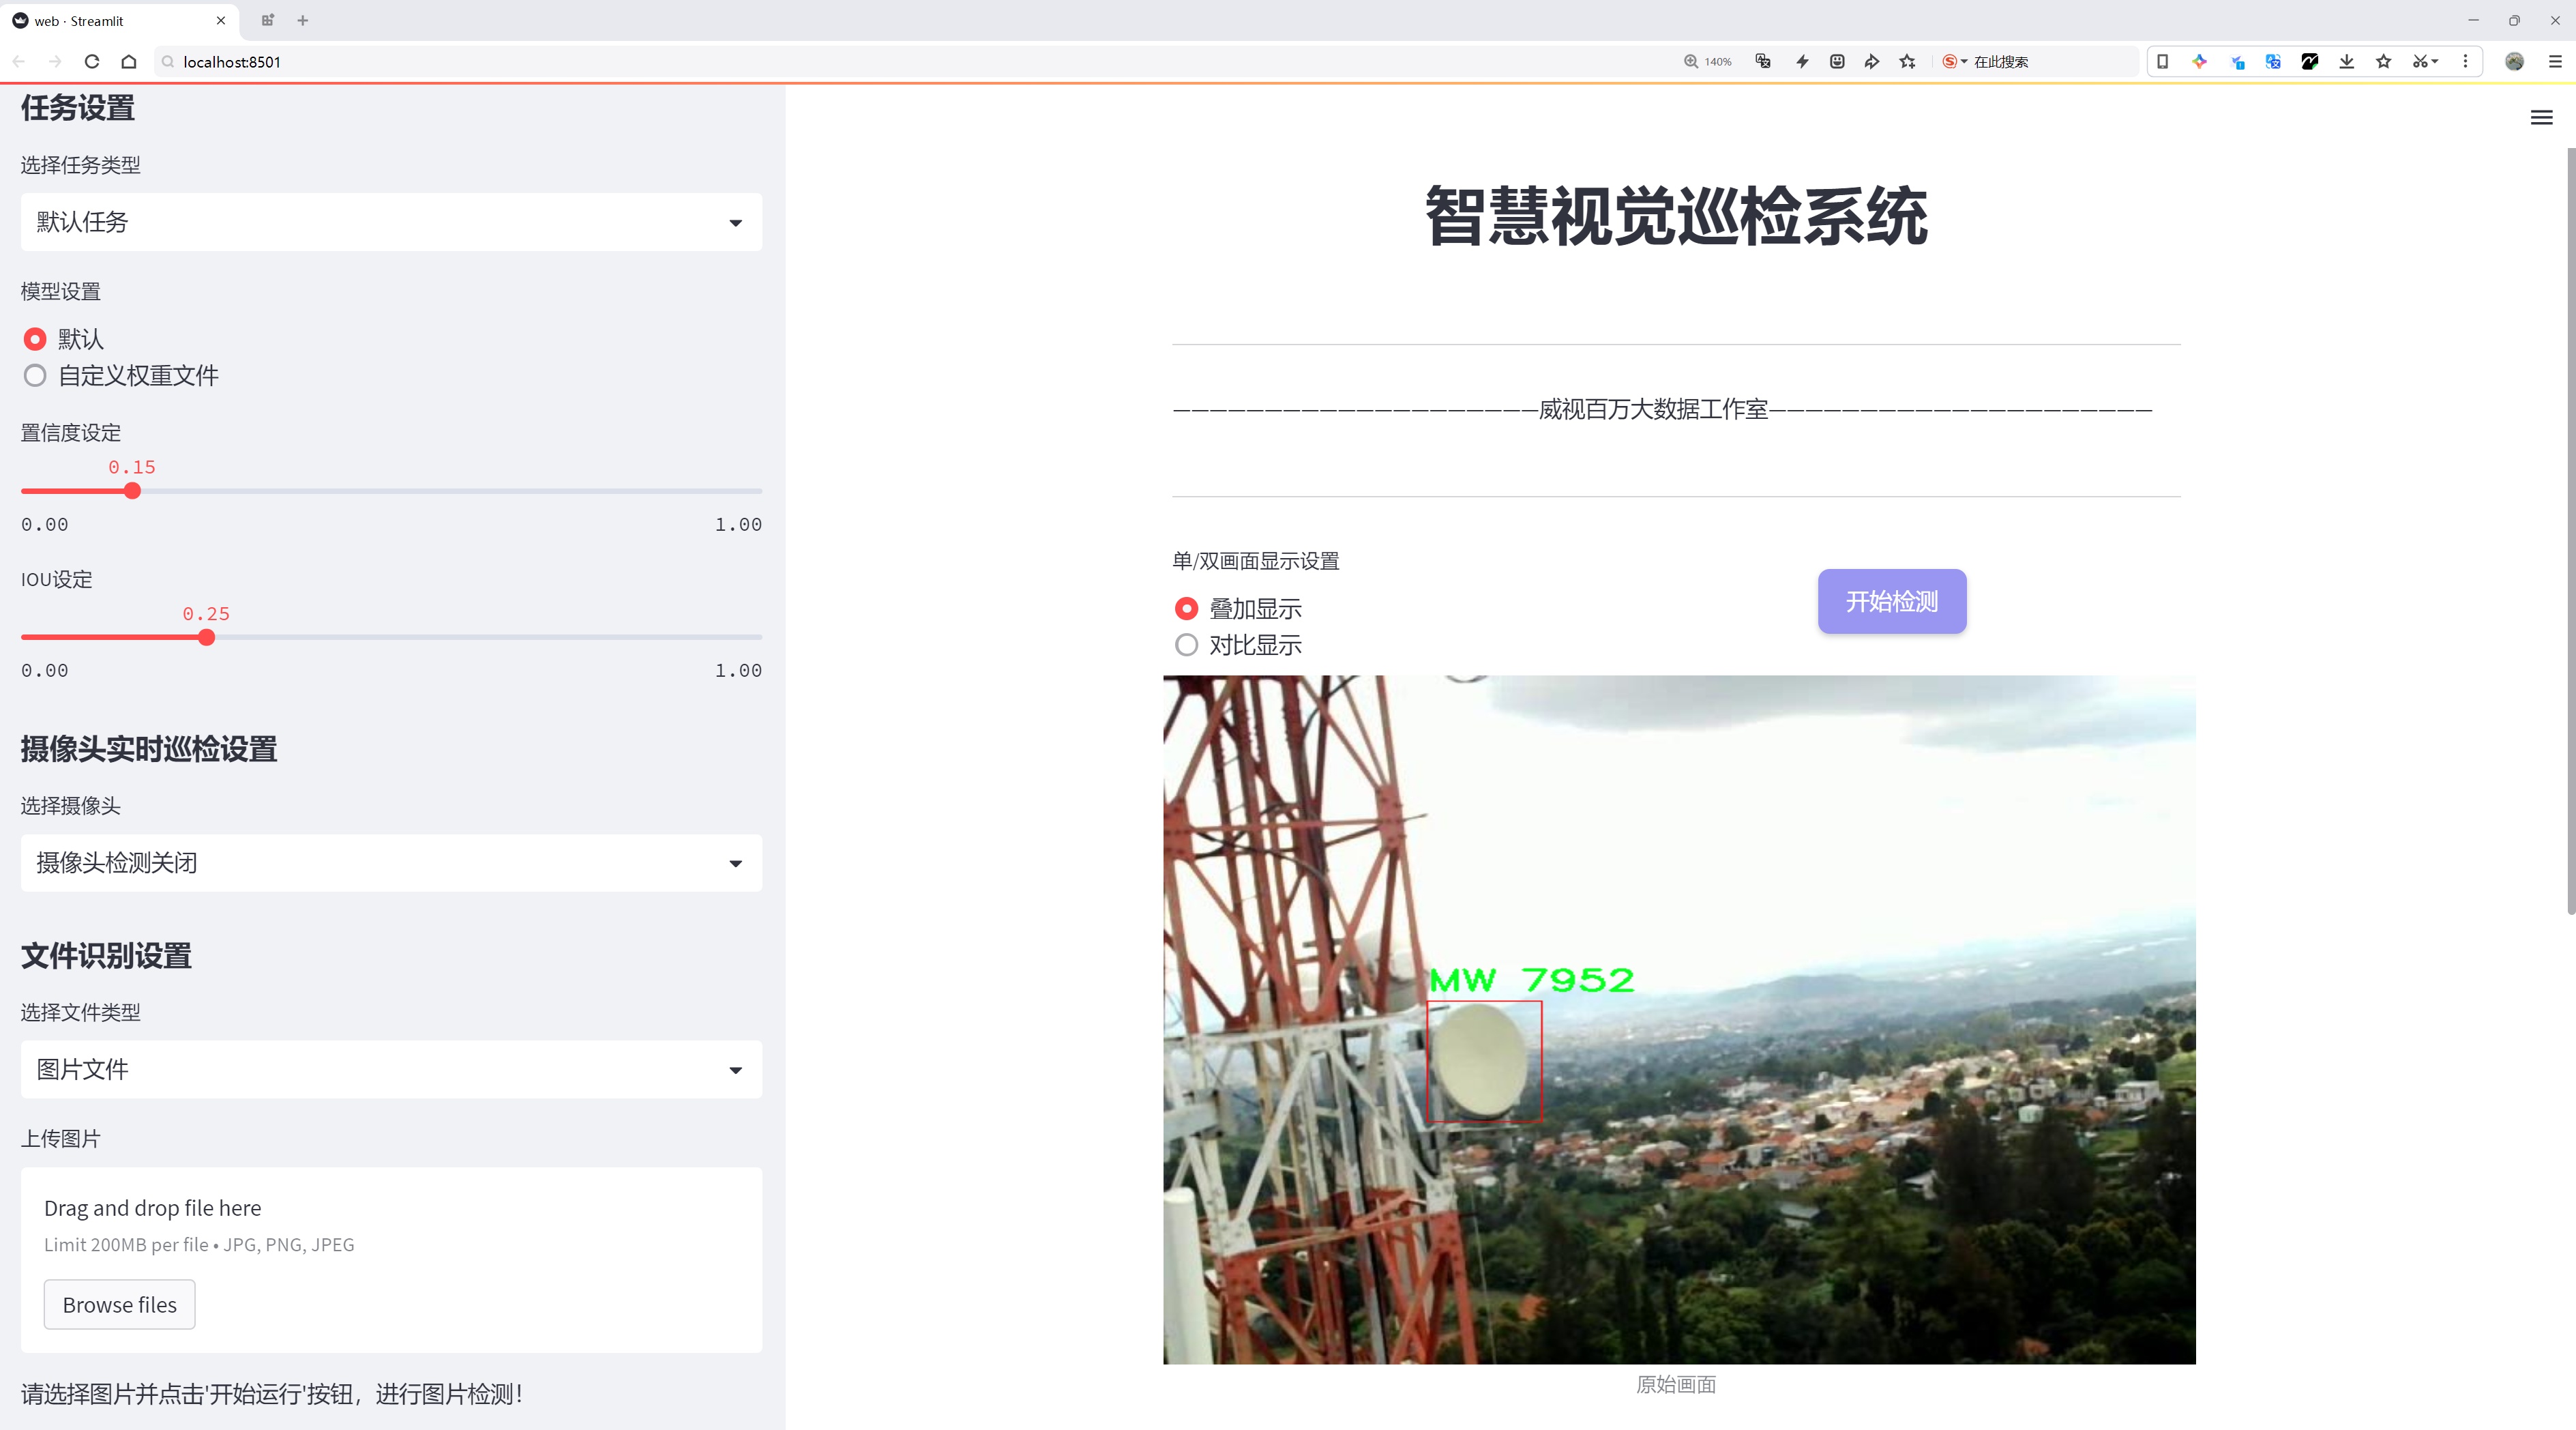 web · Streamlit
localhost:8501
140%
在此搜索
任务设置
选择任务类型
默认任务
模型设置
默认
自定义权重文件
置信度设定
0.15
0.00
1.00
IOU设定
0.25
0.00
1.00
摄像头实时巡检设置
选择摄像头
摄像头检测关闭
文件识别设置
选择文件类型
图片文件
上传图片
Drag and drop file here
Limit 200MB per file • JPG, PNG, JPEG
Browse files
请选择图片并点击'开始运行'按钮，进行图片检测！
智慧视觉巡检系统
————————————————————威视百万大数据工作室—————————————————————
单/双画面显示设置
叠加显示
对比显示
开始检测
MW 7952
原始画面